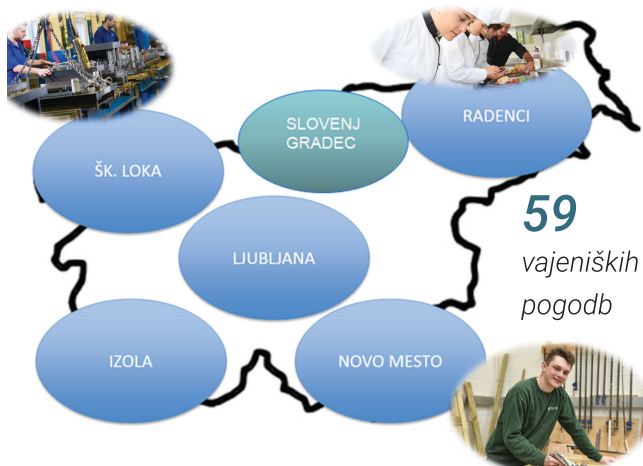 SLOVENJ
GRADEC
RADENCI
ŠK. LOKA
LJUBLJANA
59
vajeniških
pogodb
IZOLA
NOVO MESTO